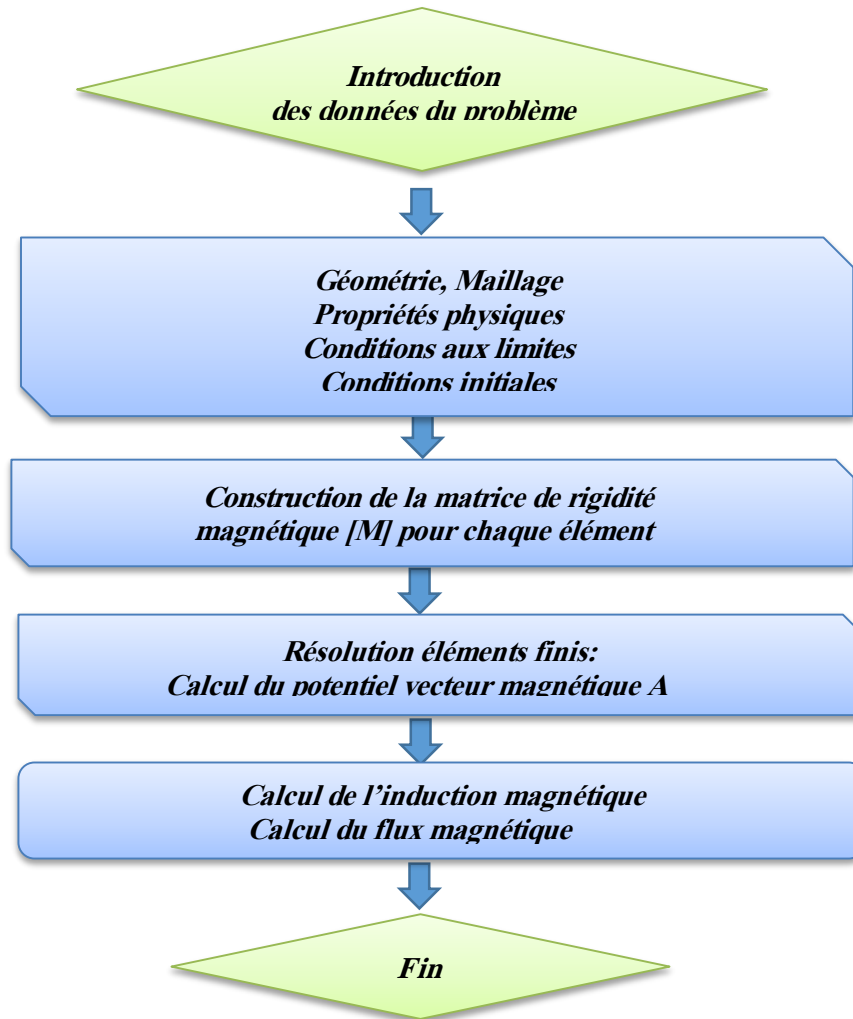 Introduction
des données du problème
Géométrie, Maillage
Propriétés physiques
Conditions aux limites
Conditions initiales
Construction de la matrice de rigidité
magnétique [M] pour chaque élément
Résolution éléments finis:
Calcul du potentiel vecteur magnétique A
Calcul de l’induction magnétique
Calcul du flux magnétique
Fin